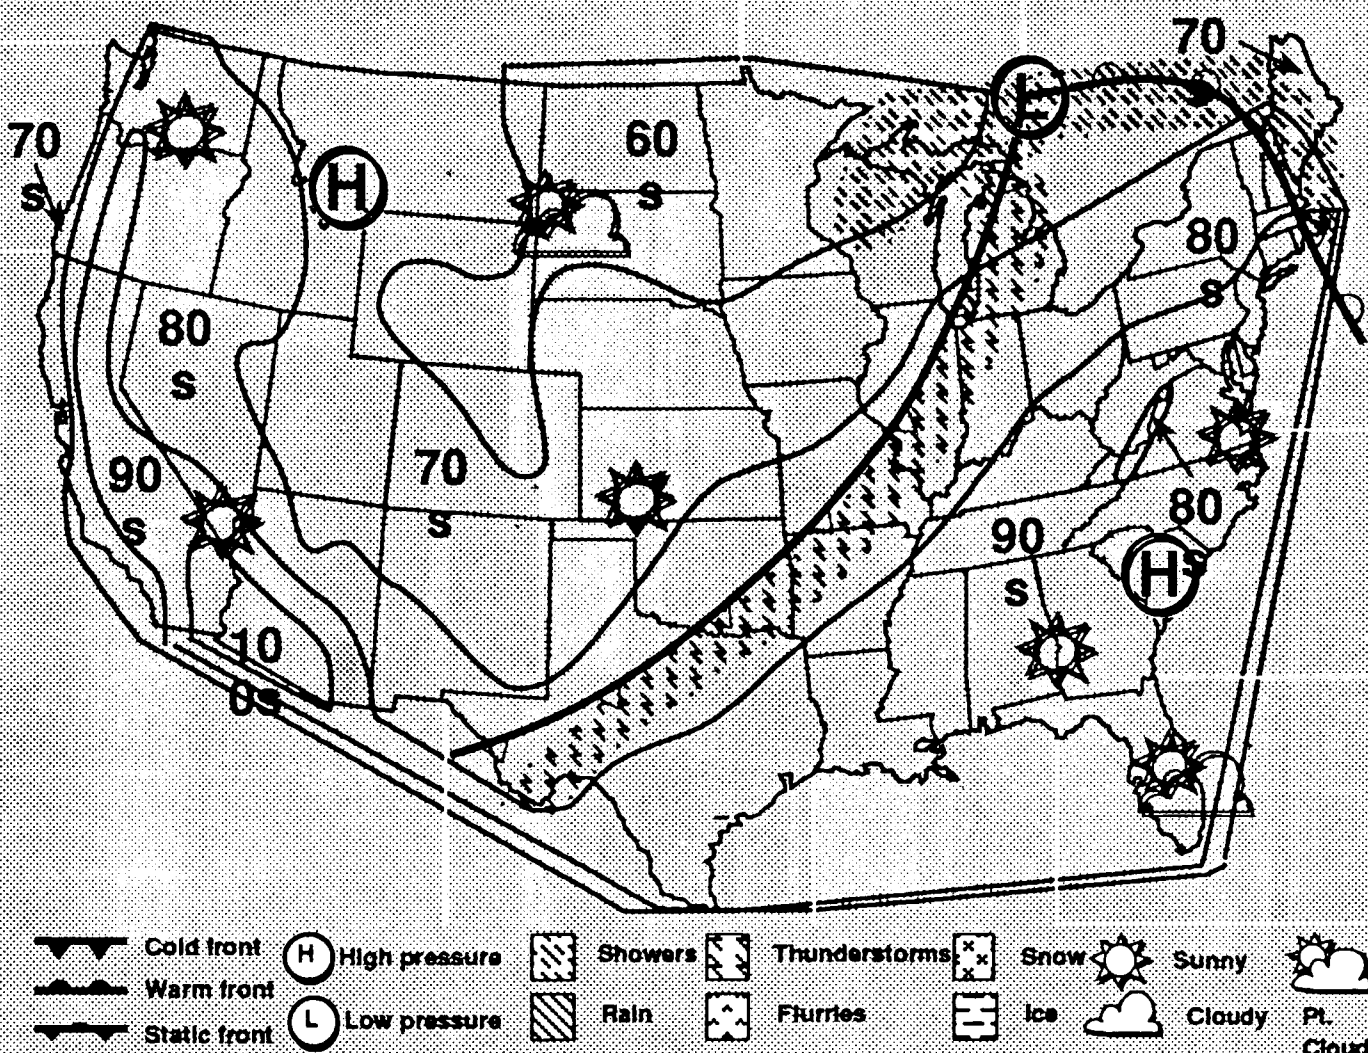 70
70
s
60
s
H
L
80
s
80
s
90
s
70
s
80
s
90
s
H
10
0s
Cold front
H
High pressure
Showers
Thunderstorms
Snow
Sunny
Warm front
Static front
L
Low pressure
Rain
Flurries
Ice
Cloudy
Pt.
Cloud